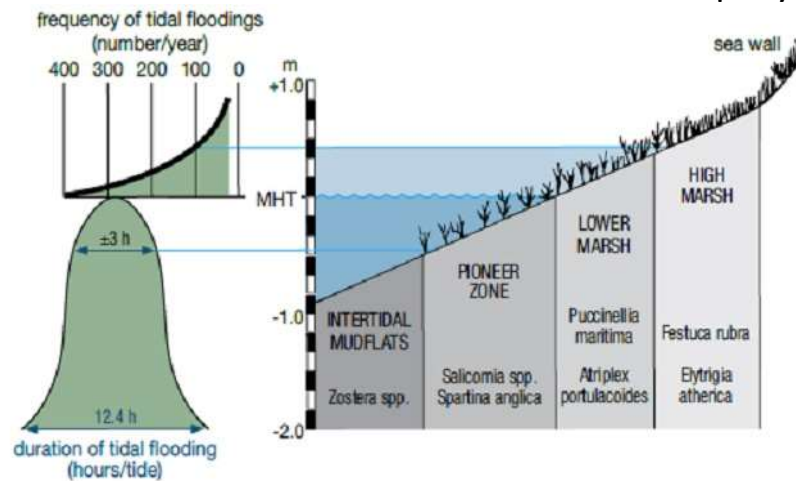 frequency of tidal floodings
(number/year)
400 300 200 100 0
m
+1.0
MHT
-1.0
-2.0
sea wall
±3 h
12.4 h
duration of tidal flooding
(hours/tide)
INTERTIDAL
MUDFLATS
Zostera spp.
PIONEER
ZONE
Salicornia spp.
Spartina anglica
LOWER
MARSH
Puccinellia
maritima
Atriplex
portulacoides
HIGH
MARSH
Festuca rubra
Elytrigia
atherica